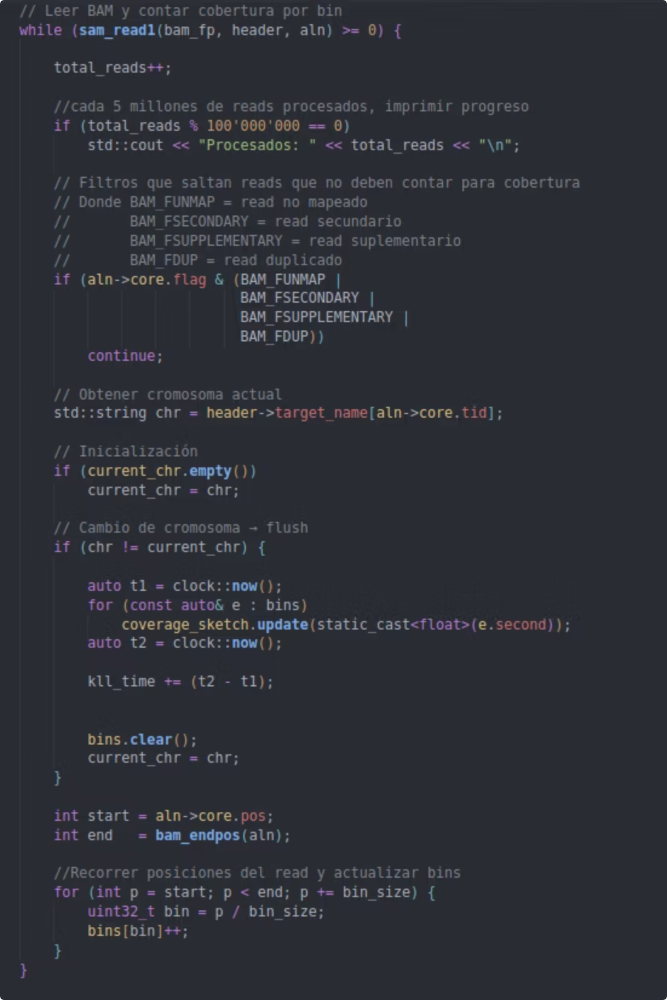 // Leer BAM y contar cobertura por bin
while (sam_read1(bam_fp, header, aln) >= 0) {
total_reads++;
//cada 5 millones de reads procesados, imprimir progreso
if (total_reads % 100'000'000 == 0)
std::cout << "Procesados: " << total_reads << "\n";
// Filtros que saltan reads que no deben contar para cobertura
// Donde BAM_FUNMAP = read no mapeado
//       BAM_FSECONDARY = read secundario
//       BAM_FSUPPLEMENTARY = read suplementario
//       BAM_FDUP = read duplicado
if (aln->core.flag & (BAM_FUNMAP |
BAM_FSECONDARY |
BAM_FSUPPLEMENTARY |
BAM_FDUP))
continue;
// Obtener cromosoma actual
std::string chr = header->target_name[aln->core.tid];
// Inicialización
if (current_chr.empty())
current_chr = chr;
// Cambio de cromosoma → flush
if (chr != current_chr) {
auto t1 = clock::now();
for (const auto& e : bins)
coverage_sketch.update(static_cast<float>(e.second));
auto t2 = clock::now();
kll_time += (t2 - t1);
bins.clear();
current_chr = chr;
}
int start = aln->core.pos;
int end   = bam_endpos(aln);
//Recorrer posiciones del read y actualizar bins
for (int p = start; p < end; p += bin_size) {
uint32_t bin = p / bin_size;
bins[bin]++;
}
}